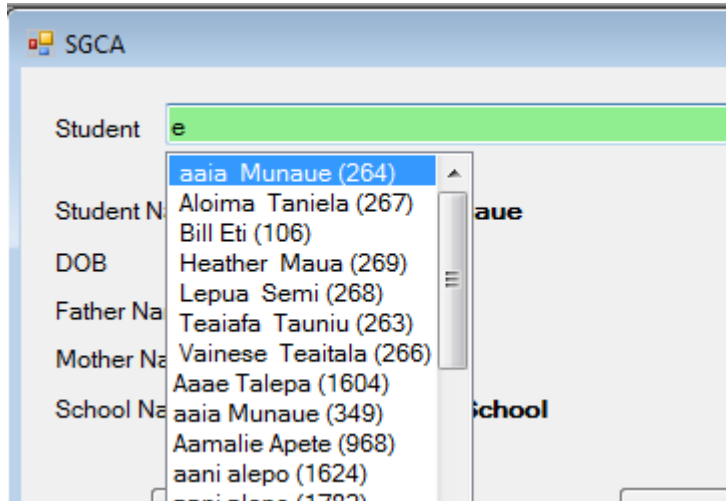 SGCA
Student e
aaia Munaue (264)
Student N Aloima Taniela (267) aue
Bill Eti (106)
DOB Heather Maua (269)
Lepua Semi (268)
Father Na Teaiafa Tauniu (263)
Mother Na Vainese Teaitala (266)
Aaae Talepa (1604)
School Na aaia Munaue (349) School
Aamalie Apete (968)
aani alepo (1624)